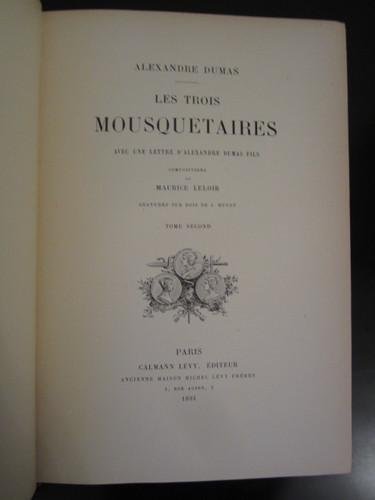 ALEXANDRE DUMAS
LES TROIS
MOUSQUETAIRES
AVEC UNE LETTRE D'ALEXANDRE DUMAS FILS
COMPOSITIONS
DE
MAURICE LELOIR
GRAVURES SUR BOIS DE J. HUYOT
TOME SECOND
PARIS
CALMANN LÉVY, ÉDITEUR
ANCIENNE MAISON MICHEL LÉVY FRÈRES
3, RUE AUBER, 3
1894